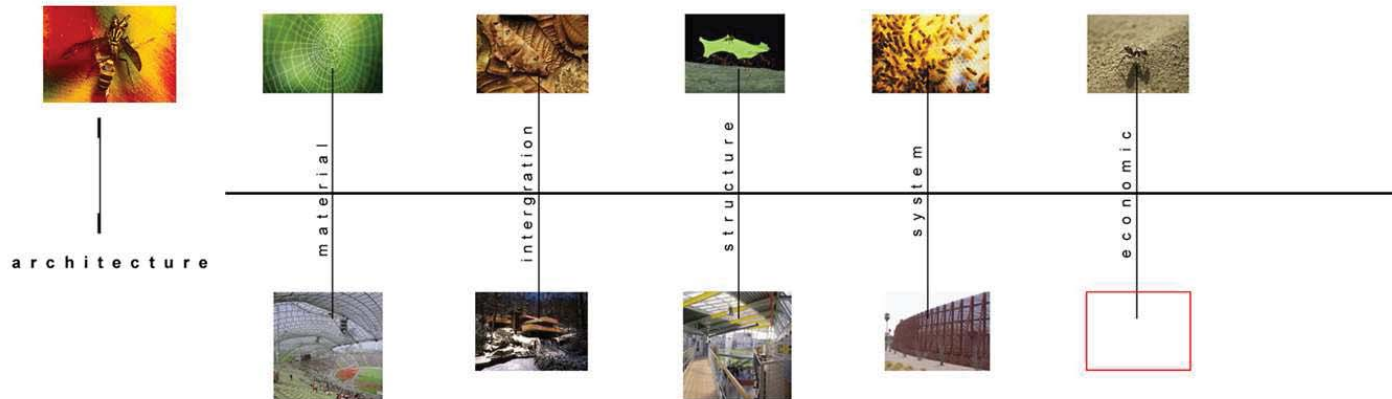 architecture
material
intergration
structure
system
economic